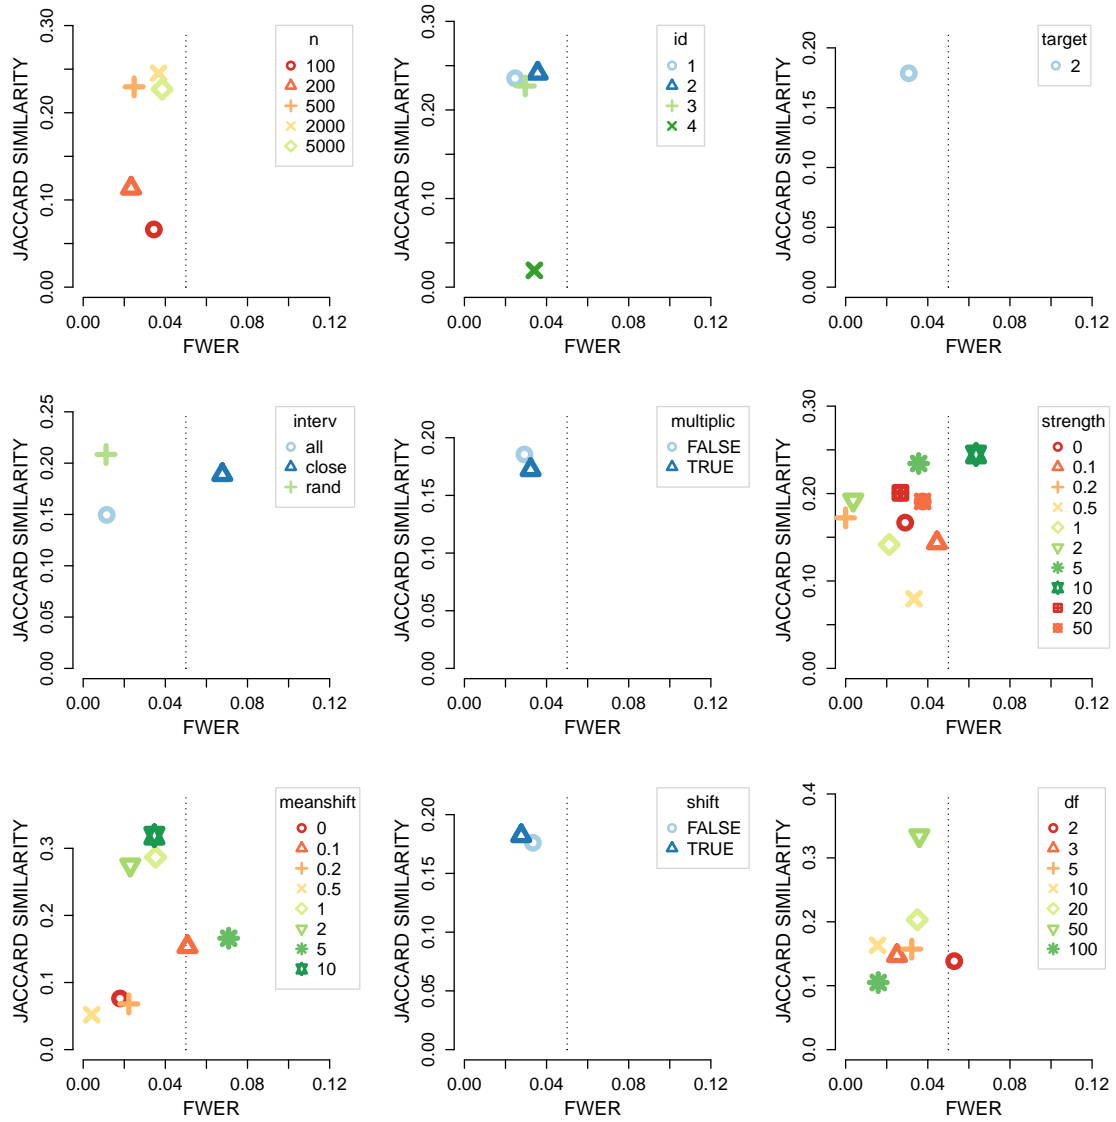 n
100
200
500
2000
5000
0.00 0.10 0.20 0.30
JACCARD SIMILARITY
0.00 0.04 0.08 0.12
FWER
id
1
2
3
4
0.00 0.10 0.20 0.30
JACCARD SIMILARITY
0.00 0.04 0.08 0.12
FWER
target
2
0.00 0.05 0.10 0.15 0.20
JACCARD SIMILARITY
0.00 0.04 0.08 0.12
FWER
interv
all
close
rand
0.00 0.05 0.10 0.15 0.20 0.25
JACCARD SIMILARITY
0.00 0.04 0.08 0.12
FWER
multiplic
FALSE
TRUE
0.00 0.05 0.10 0.15 0.20
JACCARD SIMILARITY
0.00 0.04 0.08 0.12
FWER
strength
0
0.1
0.2
0.5
1
2
5
10
20
50
0.00 0.10 0.20 0.30
JACCARD SIMILARITY
0.00 0.04 0.08 0.12
FWER
meanshift
0
0.1
0.2
0.5
1
2
5
10
0.0 0.1 0.2 0.3
JACCARD SIMILARITY
0.00 0.04 0.08 0.12
FWER
shift
FALSE
TRUE
0.00 0.05 0.10 0.15 0.20
JACCARD SIMILARITY
0.00 0.04 0.08 0.12
FWER
df
2
3
5
10
20
50
100
0.0 0.1 0.2 0.3 0.4
JACCARD SIMILARITY
0.00 0.04 0.08 0.12
FWER